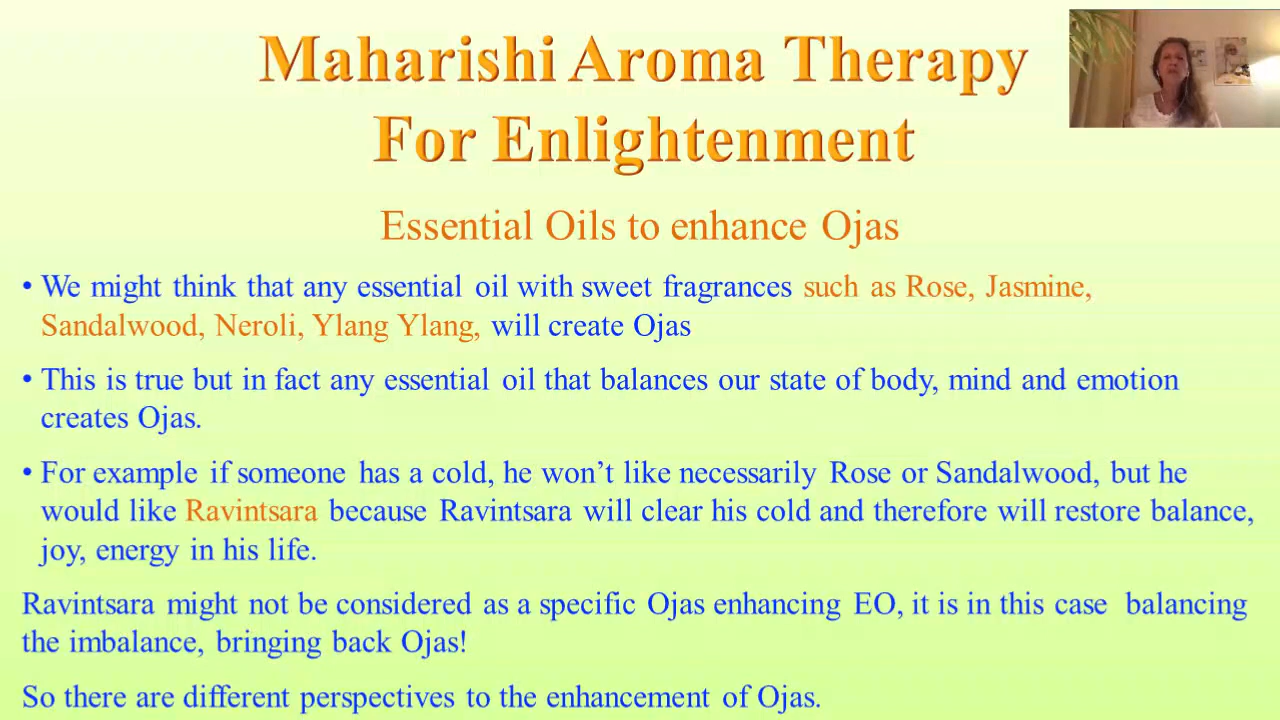 Maharishi Aroma Therapy
For Enlightenment
Essential Oils to enhance Ojas
• We might think that any essential oil with sweet fragrances such as Rose, Jasmine,
Sandalwood, Neroli, Ylang Ylang, will create Ojas
• This is true but in fact any essential oil that balances our state of body, mind and emotion
creates Ojas.
• For example if someone has a cold, he won’t like necessarily Rose or Sandalwood, but he
would like Ravintsara because Ravintsara will clear his cold and therefore will restore balance,
joy, energy in his life.
Ravintsara might not be considered as a specific Ojas enhancing EO, it is in this case balancing
the imbalance, bringing back Ojas!
So there are different perspectives to the enhancement of Ojas.